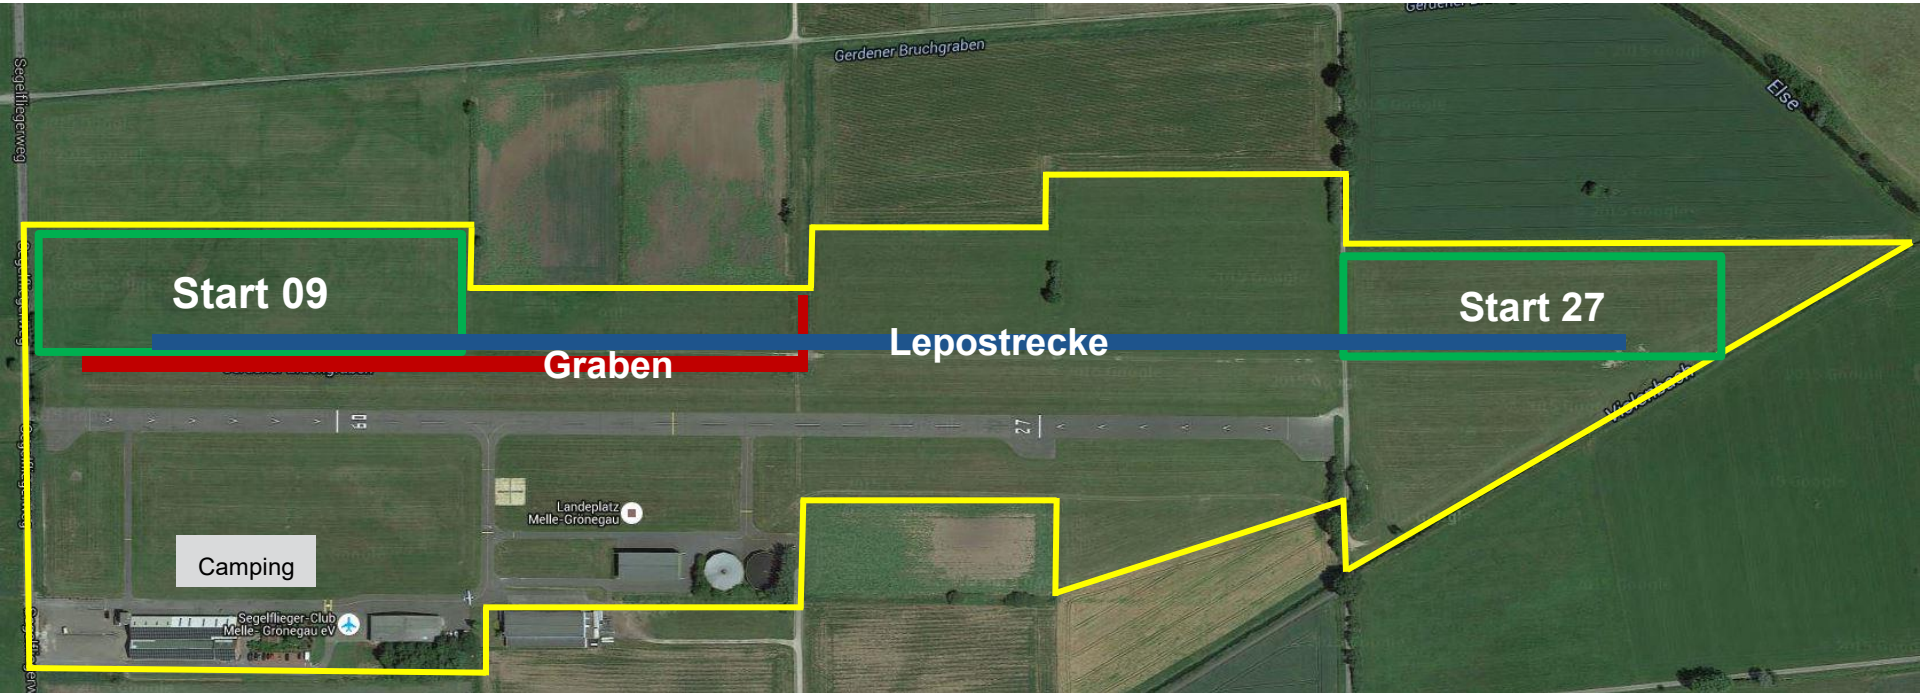 Gerdener Bruchgraben
Segelfliegerweg
Else
Start 09
Start 27
Lepostrecke
Graben
Vielenbach
09
27
Landeplatz
Melle-Grönegau
Camping
Segelflieger-Club
Melle- Grönegau eV
H